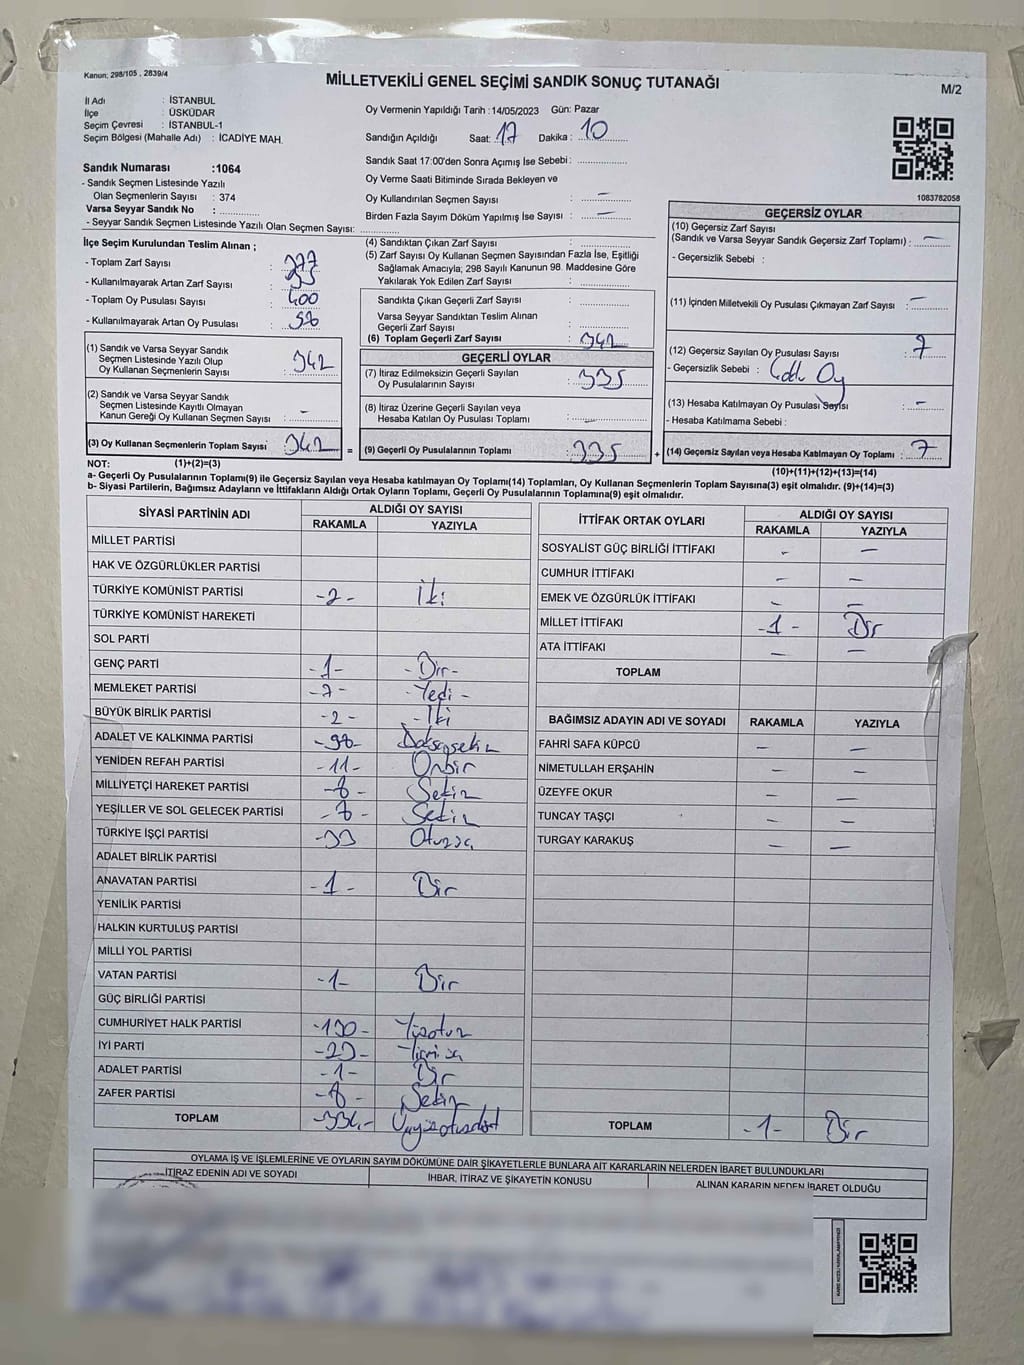 Kanun; 298/105 , 2839/4
MİLLETVEKİLİ GENEL SEÇİMİ SANDIK SONUÇ TUTANAĞI
M/2
İl Adı : İSTANBUL
İlçe : ÜSKÜDAR
Seçim Çevresi : İSTANBUL-1
Seçim Bölgesi (Mahalle Adı) : İCADİYE MAH.
Oy Vermenin Yapıldığı Tarih :14/05/2023 Gün: Pazar
Sandığın Açıldığı Saat: 17 Dakika : 10
Sandık Saat 17:00'den Sonra Açımış İse Sebebi :
Oy Verme Saati Bitiminde Sırada Bekleyen ve
Oy Kullandırılan Seçmen Sayısı : —
Birden Fazla Sayım Döküm Yapılmış İse Sayısı : —
1083782058
Sandık Numarası :1064
- Sandık Seçmen Listesinde Yazılı
Olan Seçmenlerin Sayısı : 374
Varsa Seyyar Sandık No :
- Seyyar Sandık Seçmen Listesinde Yazılı Olan Seçmen Sayısı:
İlçe Seçim Kurulundan Teslim Alınan ;
- Toplam Zarf Sayısı : 377
- Kullanılmayarak Artan Zarf Sayısı : 35
- Toplam Oy Pusulası Sayısı : 400
- Kullanılmayarak Artan Oy Pusulası : 58
(4) Sandıktan Çıkan Zarf Sayısı :
(5) Zarf Sayısı Oy Kullanan Seçmen Sayısından Fazla İse, Eşitliği
Sağlamak Amacıyla; 298 Sayılı Kanunun 98. Maddesine Göre
Yakılarak Yok Edilen Zarf Sayısı :
Sandıkta Çıkan Geçerli Zarf Sayısı :
Varsa Seyyar Sandıktan Teslim Alınan
Geçerli Zarf Sayısı :
(6) Toplam Geçerli Zarf Sayısı : 342
GEÇERSİZ OYLAR
(10) Geçersiz Zarf Sayısı
(Sandık ve Varsa Seyyar Sandık Geçersiz Zarf Toplamı) : —
- Geçersizlik Sebebi :
(11) İçinden Milletvekili Oy Pusulası Çıkmayan Zarf Sayısı : —
(12) Geçersiz Sayılan Oy Pusulası Sayısı : 7
- Geçersizlik Sebebi : Oy
(13) Hesaba Katılmayan Oy Pusulası Sayısı : —
- Hesaba Katılmama Sebebi :
(14) Geçersiz Sayılan veya Hesaba Katılmayan Oy Toplamı : 7
(10)+(11)+(12)+(13)=(14)
(1) Sandık ve Varsa Seyyar Sandık
Seçmen Listesinde Yazılı Olup
Oy Kullanan Seçmenlerin Sayısı : 342
(2) Sandık ve Varsa Seyyar Sandık
Seçmen Listesinde Kayıtlı Olmayan
Kanun Gereği Oy Kullanan Seçmen Sayısı : —
(3) Oy Kullanan Seçmenlerin Toplam Sayısı : 342 =
GEÇERLİ OYLAR
(7) İtiraz Edilmeksizin Geçerli Sayılan
Oy Pusulalarının Sayısı : 335
(8) İtiraz Üzerine Geçerli Sayılan veya
Hesaba Katılan Oy Pusulası Toplamı :
(9) Geçerli Oy Pusulalarının Toplamı : 335 +
NOT: (1)+(2)=(3)
a- Geçerli Oy Pusulalarının Toplamı(9) ile Geçersiz Sayılan veya Hesaba katılmayan Oy Toplamı(14) Toplamları, Oy Kullanan Seçmenlerin Toplam Sayısına(3) eşit olmalıdır. (9)+(14)=(3)
b- Siyasi Partilerin, Bağımsız Adayların ve İttifakların Aldığı Ortak Oyların Toplamı, Geçerli Oy Pusulalarının Toplamına(9) eşit olmalıdır.
SİYASİ PARTİNİN ADI ALDIĞI OY SAYISI
RAKAMLA YAZIYLA
MİLLET PARTİSİ
HAK VE ÖZGÜRLÜKLER PARTİSİ
TÜRKİYE KOMÜNİST PARTİSİ -2- İki
TÜRKİYE KOMÜNİST HAREKETİ
SOL PARTİ
GENÇ PARTİ -1- -Bir-
MEMLEKET PARTİSİ -7- -Yedi-
BÜYÜK BİRLİK PARTİSİ -2- -İki
ADALET VE KALKINMA PARTİSİ -98- Doksansekiz
YENİDEN REFAH PARTİSİ -11- Onbir
MİLLİYETÇİ HAREKET PARTİSİ -8- Sekiz
YEŞİLLER VE SOL GELECEK PARTİSİ -8- Sekiz
TÜRKİYE İŞÇİ PARTİSİ -33 Otuzüç
ADALET BİRLİK PARTİSİ
ANAVATAN PARTİSİ -1- Bir
YENİLİK PARTİSİ
HALKIN KURTULUŞ PARTİSİ
MİLLİ YOL PARTİSİ
VATAN PARTİSİ -1- Bir
GÜÇ BİRLİĞİ PARTİSİ
CUMHURİYET HALK PARTİSİ -130- Yüzotuz
İYİ PARTİ -23- Yirmiüç
ADALET PARTİSİ -1- Bir
ZAFER PARTİSİ -8- Sekiz
TOPLAM -334- Üçyüzotuzdört
İTTİFAK ORTAK OYLARI ALDIĞI OY SAYISI
RAKAMLA YAZIYLA
SOSYALİST GÜÇ BİRLİĞİ İTTİFAKI - —
CUMHUR İTTİFAKI — —
EMEK VE ÖZGÜRLÜK İTTİFAKI — —
MİLLET İTTİFAKI -1- Bir
ATA İTTİFAKI — —
TOPLAM
BAĞIMSIZ ADAYIN ADI VE SOYADI RAKAMLA YAZIYLA
FAHRİ SAFA KÜPCÜ — —
NİMETULLAH ERŞAHİN — —
ÜZEYFE OKUR — —
TUNCAY TAŞÇI — —
TURGAY KARAKUŞ — —
TOPLAM -1- Bir
OYLAMA İŞ VE İŞLEMLERİNE VE OYLARIN SAYIM DÖKÜMÜNE DAİR ŞİKAYETLERLE BUNLARA AİT KARARLARIN NELERDEN İBARET BULUNDUKLARI
İTİRAZ EDENİN ADI VE SOYADI İHBAR, İTİRAZ VE ŞİKAYETİN KONUSU ALINAN KARARIN NEDEN İBARET OLDUĞU